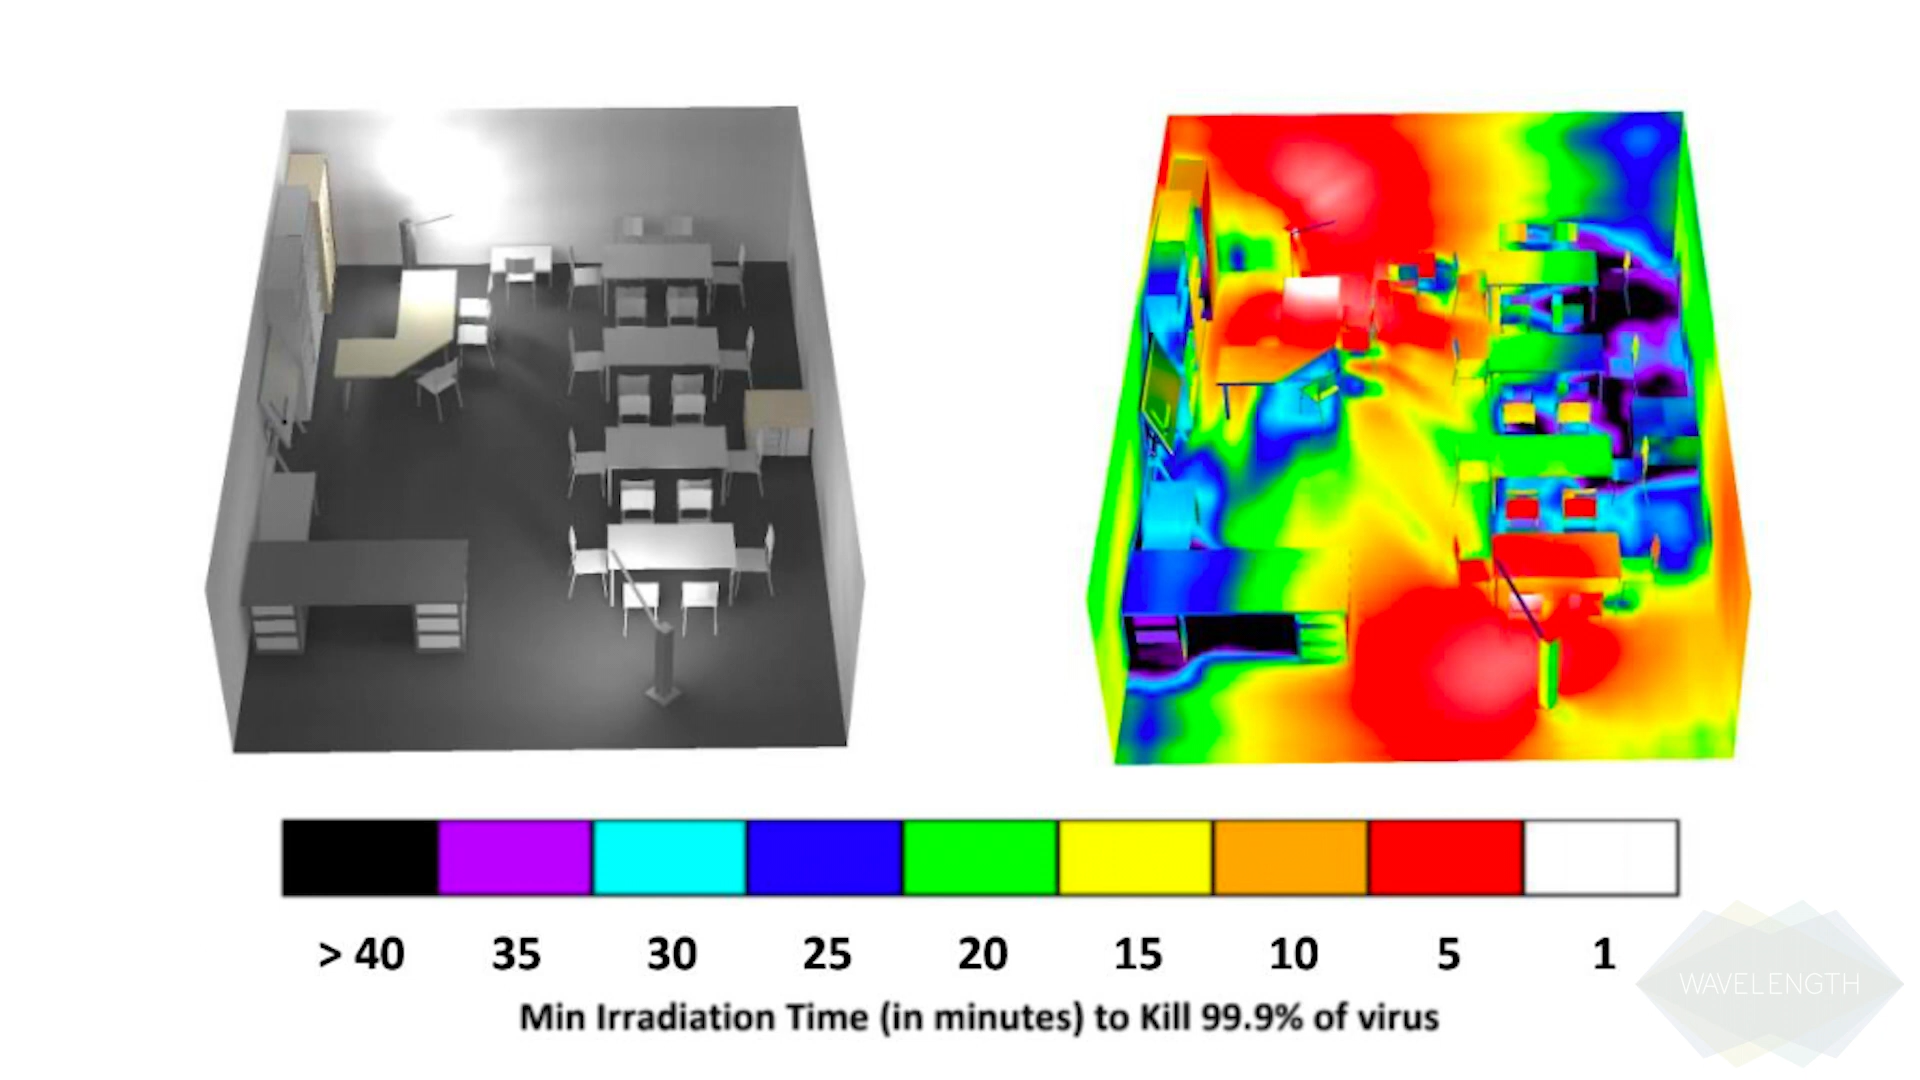 > 40 35 30 25 20 15 10 5 1
Min Irradiation Time (in minutes) to Kill 99.9% of virus
WAVELENGTH